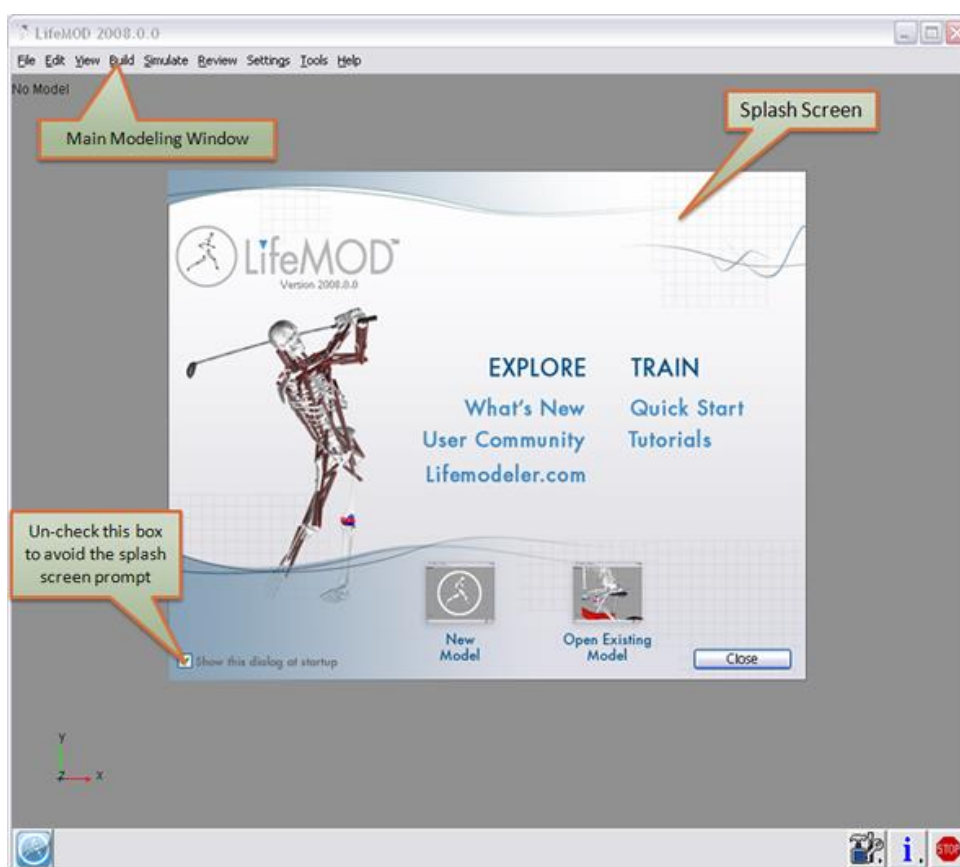 LifeMOD 2008.0.0
File Edit View Build Simulate Review Settings Tools Help
No Model
Main Modeling Window
Splash Screen
LifeMOD™
Version 2008.0.0
EXPLORE TRAIN
What's New Quick Start
User Community Tutorials
Lifemodeler.com
Un-check this box
to avoid the splash
screen prompt
New
Model
Open Existing
Model
Show this dialog at startup
Close
Y
Z X
i
STOP